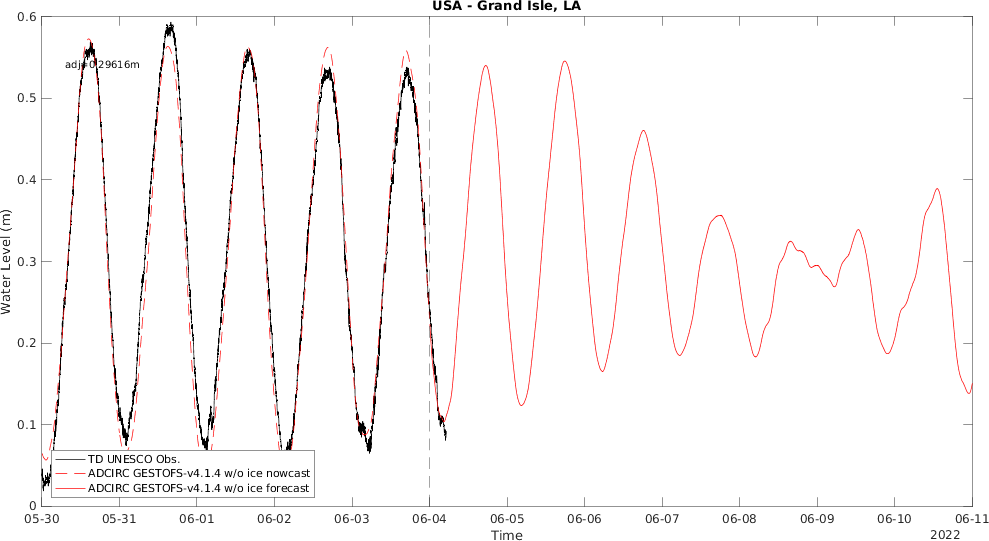 USA - Grand Isle, LA
0.6
0.5
0.4
0.3
0.2
0.1
0
Water Level (m)
adj=0.29616m
TD UNESCO Obs.
ADCIRC GESTOFS-v4.1.4 w/o ice nowcast
ADCIRC GESTOFS-v4.1.4 w/o ice forecast
05-30 05-31 06-01 06-02 06-03 06-04 06-05 06-06 06-07 06-08 06-09 06-10 06-11
Time
2022